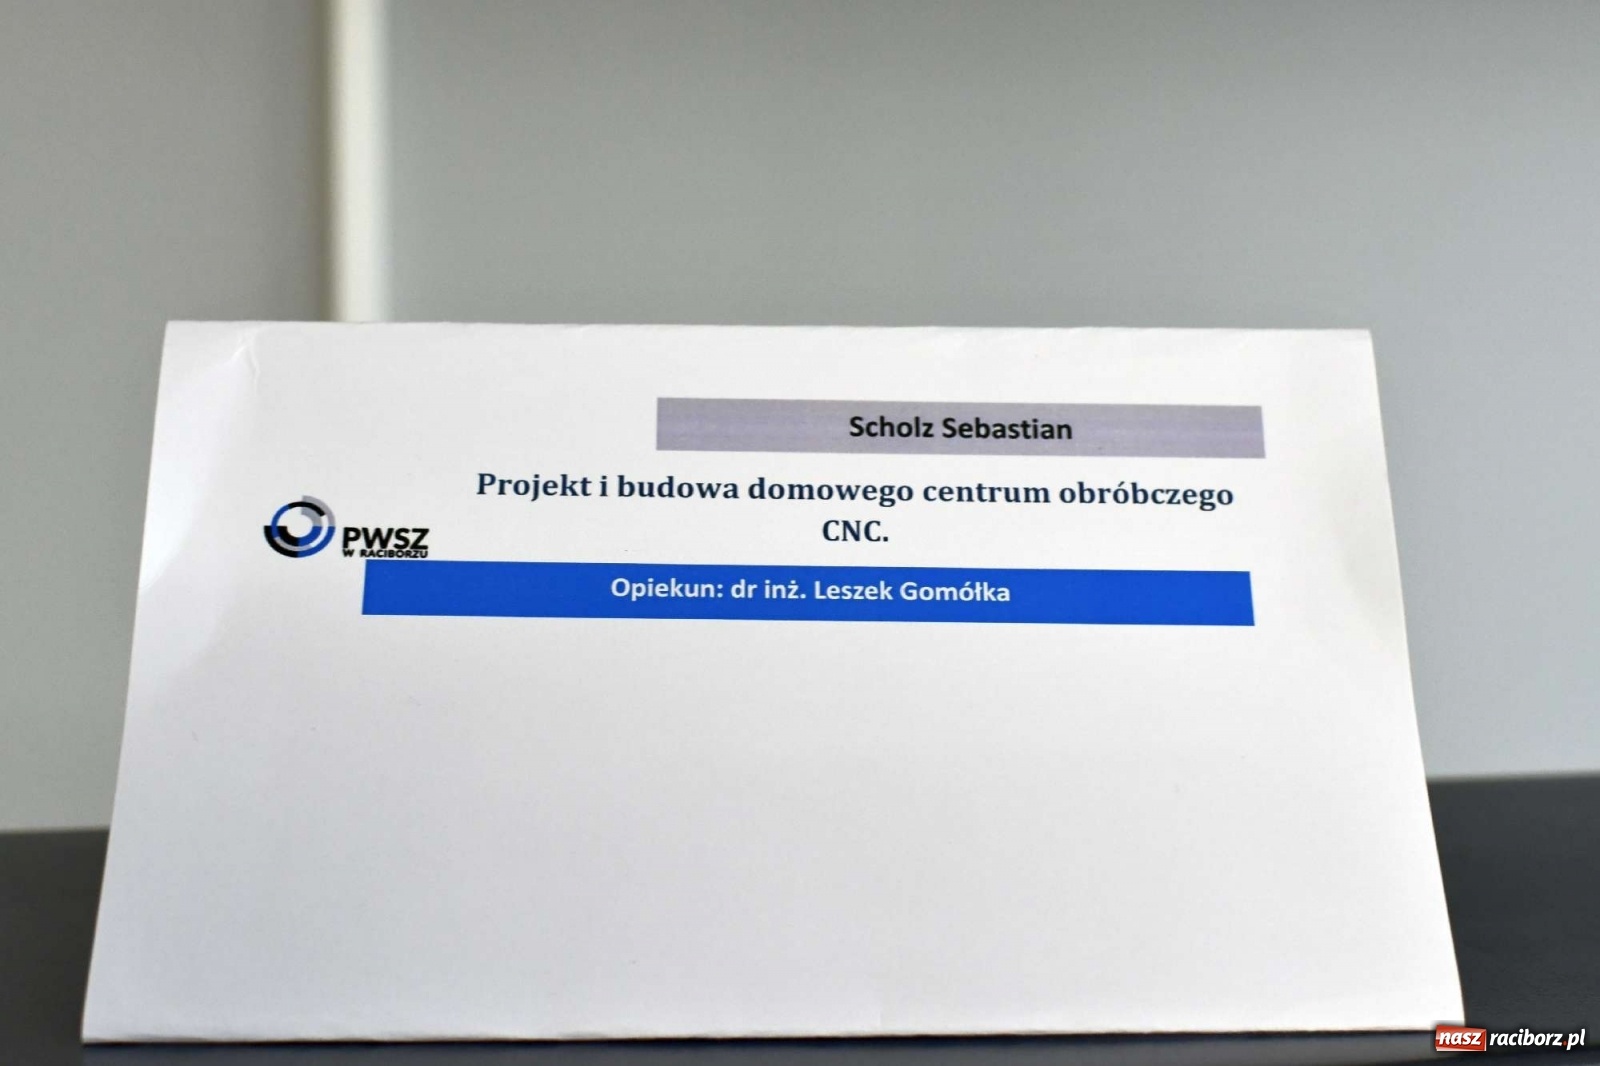 Scholz Sebastian
Projekt i budowa domowego centrum obróbczego
CNC.
PWSZ
W RACIBORZU
Opiekun: dr inż. Leszek Gomółka
nasz raciborz.pl